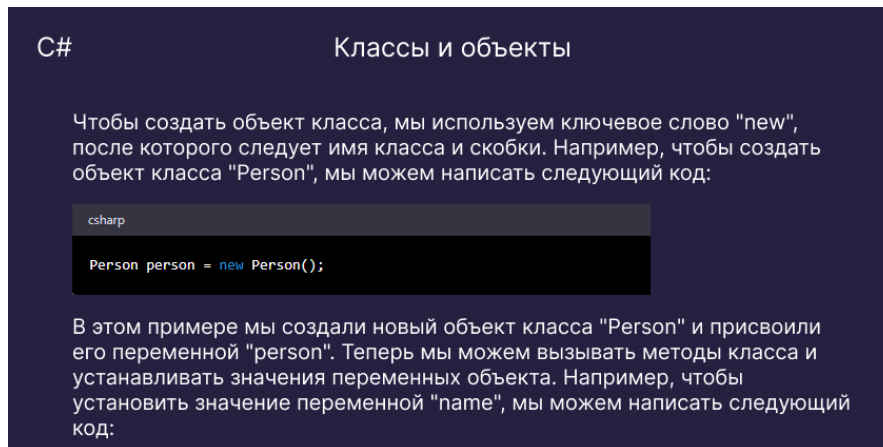 C#
Классы и объекты
Чтобы создать объект класса, мы используем ключевое слово "new",
после которого следует имя класса и скобки. Например, чтобы создать
объект класса "Person", мы можем написать следующий код:
csharp
Person person = new Person();
В этом примере мы создали новый объект класса "Person" и присвоили
его переменной "person". Теперь мы можем вызывать методы класса и
устанавливать значения переменных объекта. Например, чтобы
установить значение переменной "name", мы можем написать следующий
код: